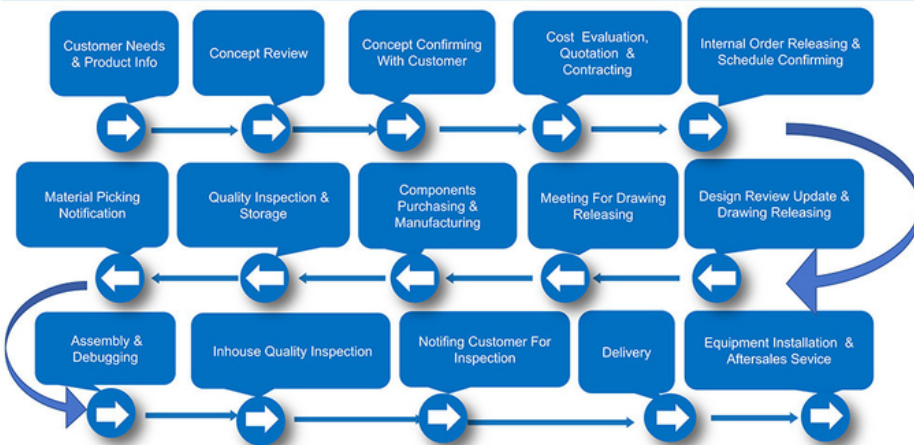 Customer Needs
& Product Info
Concept Review
Concept Confirming
With Customer
Cost Evaluation,
Quotation &
Contracting
Internal Order Releasing &
Schedule Confirming
Material Picking
Notification
Quality Inspection &
Storage
Components
Purchasing &
Manufacturing
Meeting For Drawing
Releasing
Design Review Update &
Drawing Releasing
Assembly &
Debugging
Inhouse Quality Inspection
Notifing Customer For
Inspection
Delivery
Equipment Installation &
Aftersales Sevice